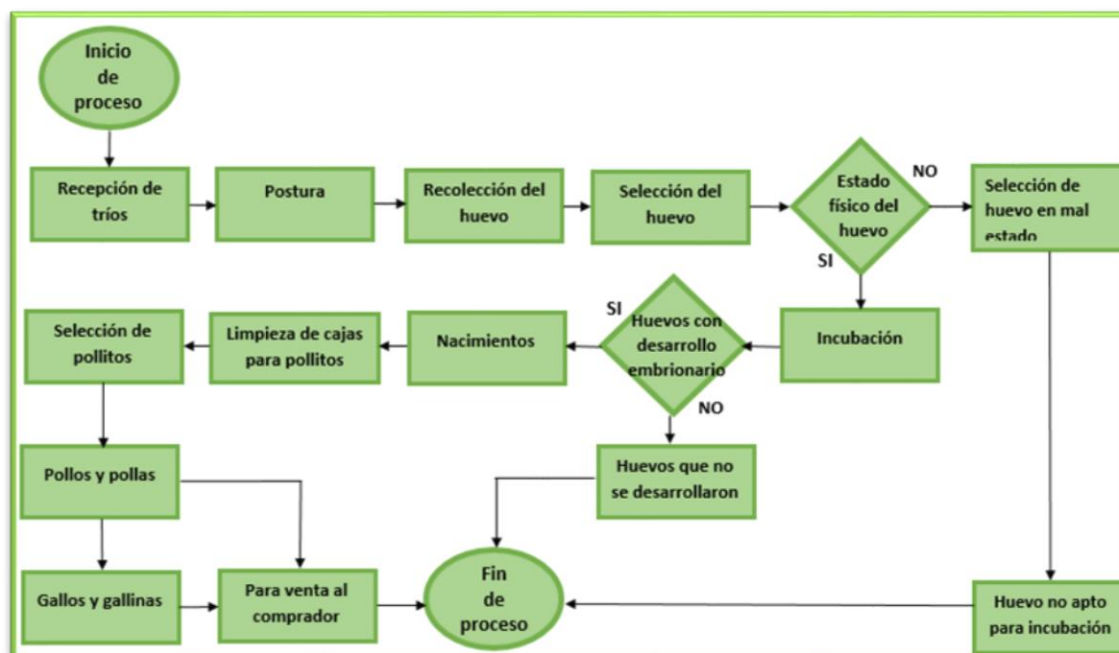 Inicio
de
proceso
Recepción de
tríos
Postura
Recolección del
huevo
Selección del
huevo
Estado
físico del
huevo
NO
Selección de
huevo en mal
estado
SI
SI
Selección de
pollitos
Limpieza de cajas
para pollitos
Nacimientos
Huevos con
desarrollo
embrionario
Incubación
NO
Pollos y pollas
Huevos que no
se desarrollaron
Gallos y gallinas
Para venta al
comprador
Fin
de
proceso
Huevo no apto
para incubación